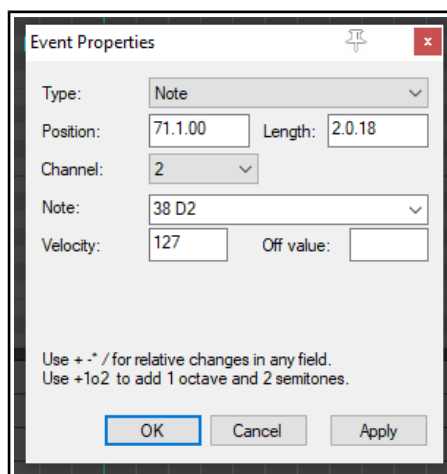 Event Properties
Type: Note
Position: 71.1.00 Length: 2.0.18
Channel: 2
Note: 38 D2
Velocity: 127 Off value:
Use + -* / for relative changes in any field.
Use +1o2 to add 1 octave and 2 semitones.
OK Cancel Apply